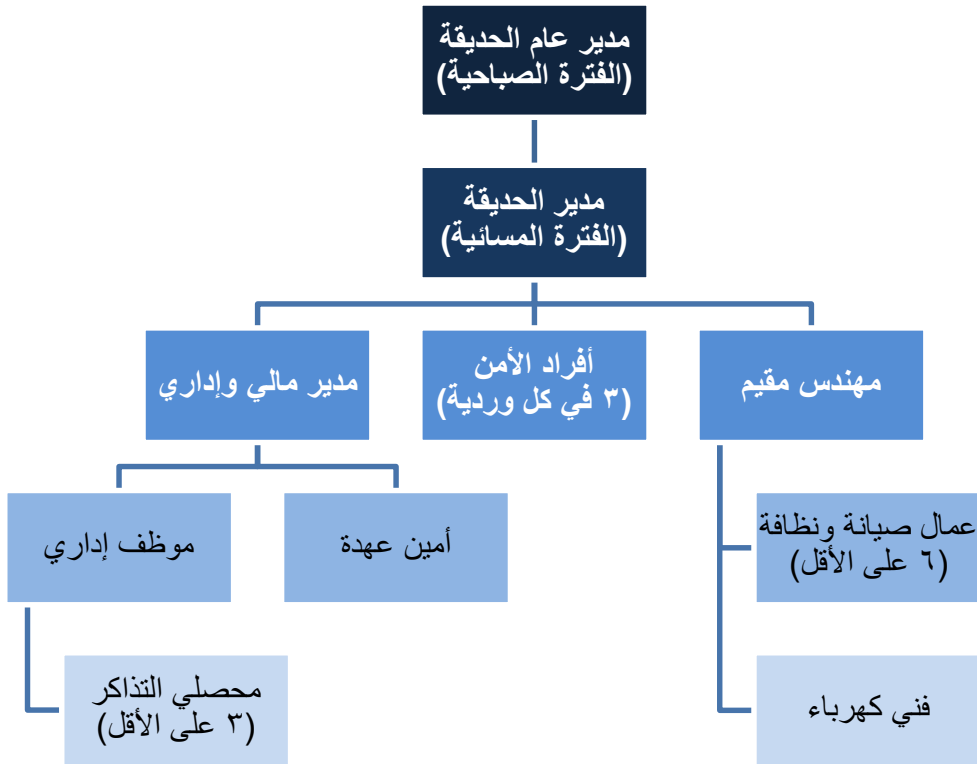 مدير عام الحديقة
(الفترة الصباحية)
مدير الحديقة
(الفترة المسائية)
مهندس مقيم
أفراد الأمن
(٣ في كل وردية)
مدير مالي وإداري
عمال صيانة ونظافة
(٦ على الأقل)
فني كهرباء
أمين عهدة
موظف إداري
محصلي التذاكر
(٣ على الأقل)